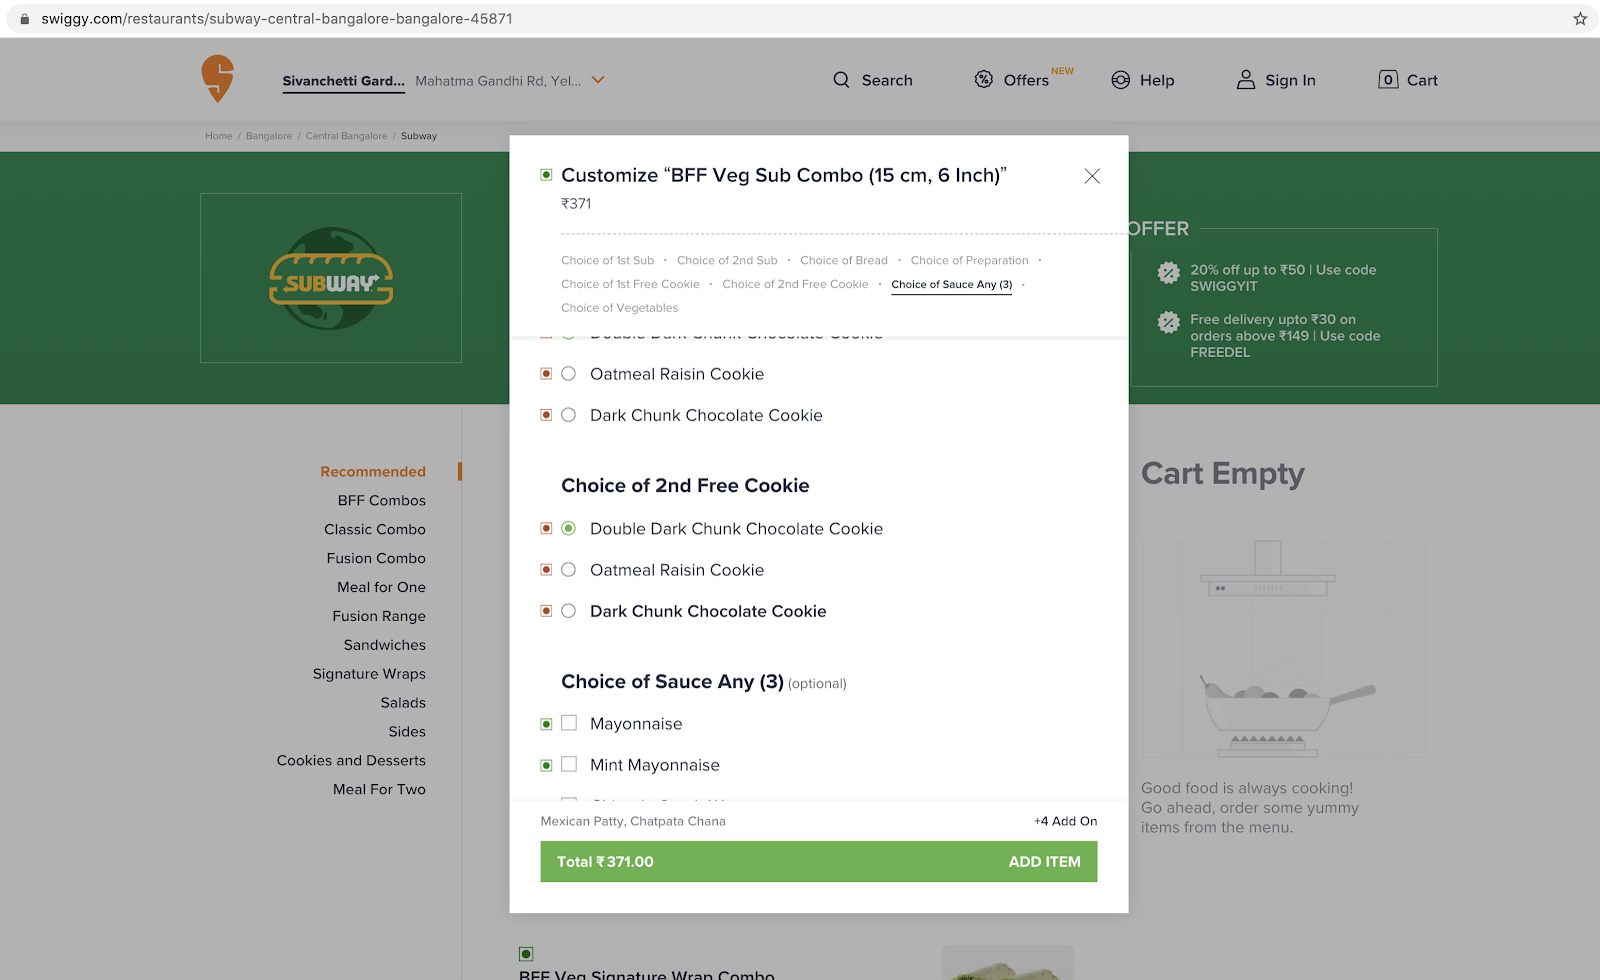 swiggy.com/restaurants/subway-central-bangalore-bangalore-45871
Sivanchetti Gard... Mahatma Gandhi Rd, Yel...
Search
Offers NEW
Help
Sign In
0 Cart
Home / Bangalore / Central Bangalore / Subway
SUBWAY
OFFER
20% off up to ₹50 | Use code
SWIGGYIT
Free delivery upto ₹30 on
orders above ₹149 | Use code
FREEDEL
Recommended
BFF Combos
Classic Combo
Fusion Combo
Meal for One
Fusion Range
Sandwiches
Signature Wraps
Salads
Sides
Cookies and Desserts
Meal For Two
Customize “BFF Veg Sub Combo (15 cm, 6 Inch)”
₹371
Choice of 1st Sub • Choice of 2nd Sub • Choice of Bread • Choice of Preparation •
Choice of 1st Free Cookie • Choice of 2nd Free Cookie • Choice of Sauce Any (3) •
Choice of Vegetables
Double Dark Chunk Chocolate Cookie
Oatmeal Raisin Cookie
Dark Chunk Chocolate Cookie
Choice of 2nd Free Cookie
Double Dark Chunk Chocolate Cookie
Oatmeal Raisin Cookie
Dark Chunk Chocolate Cookie
Choice of Sauce Any (3) (optional)
Mayonnaise
Mint Mayonnaise
Mexican Patty, Chatpata Chana
+4 Add On
Total ₹371.00
ADD ITEM
Cart Empty
Good food is always cooking!
Go ahead, order some yummy
items from the menu.
BFF Veg Signature Wrap Combo